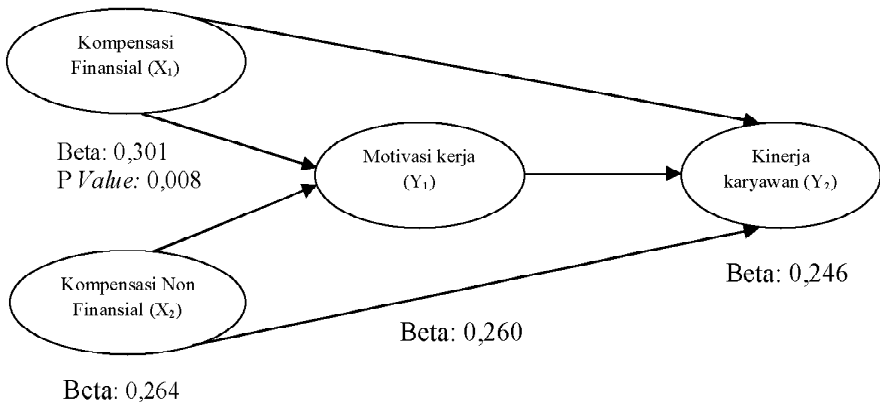 Kompensasi
Finansial (X₁)
Beta: 0,301
P Value: 0,008
Motivasi kerja
(Y₁)
Kinerja
karyawan (Y₂)
Kompensasi Non
Finansial (X₂)
Beta: 0,246
Beta: 0,260
Beta: 0,264